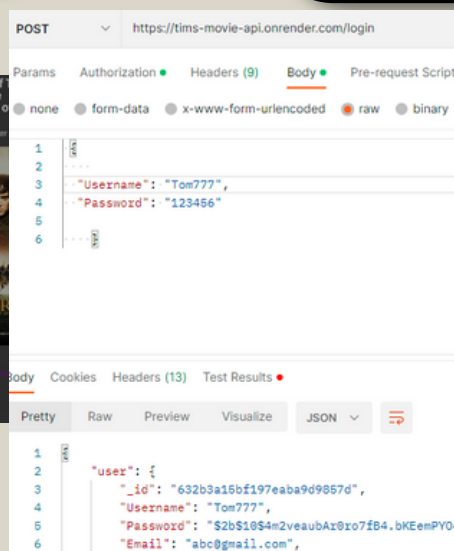 POST https://tims-movie-api.onrender.com/login
Params Authorization Headers (9) Body Pre-request Script
none form-data x-www-form-urlencoded raw binary
1 {
2
3 "Username": "Tom777",
4 "Password": "123456"
5
6 }
Body Cookies Headers (13) Test Results
Pretty Raw Preview Visualize JSON
1 {
2 "user": {
3 "_id": "632b3a15bf197eaba9d9857d",
4 "Username": "Tom777",
5 "Password":
6 "Email": "abc@gmail.com",